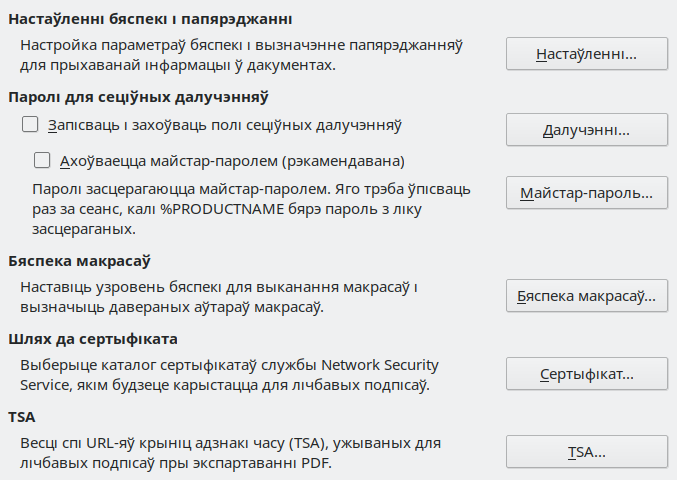 Настаўленні бяспекі і папярэджанні
Настройка параметраў бяспекі і вызначэнне папярэджанняў
для прыхаванай інфармацыі ў дакументах.
Настаўленні...
Паролі для сеціўных далучэнняў
Запісваць і захоўваць полі сеціўных далучэнняў
Далучэнні...
Ахоўваецца майстар-паролем (рэкамендавана)
Паролі засцерагаюцца майстар-паролем. Яго трэба ўпісваць
раз за сеанс, калі %PRODUCTNAME бярэ пароль з ліку
засцераганых.
Майстар-пароль...
Бяспека макрасаў
Наставіць узровень бяспекі для выканання макрасаў і
вызначыць давераных аўтараў макрасаў.
Бяспека макрасаў...
Шлях да сертыфіката
Выберыце каталог сертыфікатаў службы Network Security
Service, якім будзеце карыстацца для лічбавых подпісаў.
Сертыфікат...
TSA
Весці спі URL-яў крыніц адзнакі часу (TSA), ужываных для
лічбавых подпісаў пры экспартаванні PDF.
TSA...